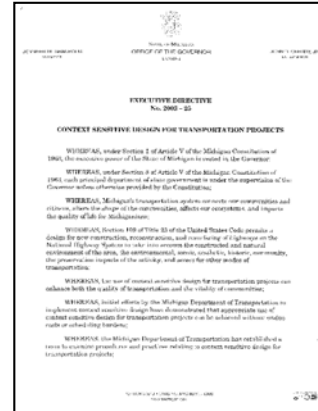 STATE OF MICHIGAN
OFFICE OF THE GOVERNOR
LANSING
EXECUTIVE DIRECTIVE
No. 2003 - 25
CONTEXT SENSITIVE DESIGN FOR TRANSPORTATION PROJECTS
WHEREAS, under Section 1 of Article V of the Michigan Constitution of
1963, the executive power of the State of Michigan is vested in the Governor;
WHEREAS, under Section 8 of Article V of the Michigan Constitution of
1963, each principal department of state government is under the supervision of the
Governor unless otherwise provided by the Constitution;
WHEREAS, Michigan's transportation system connects our communities and
citizens, affects the shape of the communities, affects our economy, and impacts
the quality of life for Michiganians;
WHEREAS, Section 109 of Title 23 of the United States Code permits a
design for new construction, reconstruction, and resurfacing of highways on the
National Highway System to take into account the constructed and natural
environment of the area, the environmental, scenic, aesthetic, historic, community,
the preservation impacts of the activity, and access for other modes of
transportation;
WHEREAS, the use of context sensitive design for transportation projects can
enhance both the quality of transportation and the vitality of communities;
WHEREAS, initial efforts by the Michigan Department of Transportation to
implement context sensitive design have demonstrated that appropriate use of
context sensitive design for transportation projects can be achieved without undue
costs or scheduling burdens;
WHEREAS, the Michigan Department of Transportation has established a
team to examine procedures and practices relating to context sensitive design for
transportation projects;